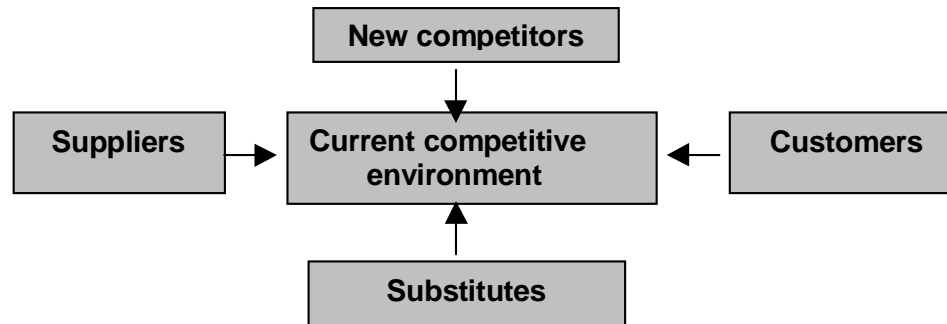 New competitors
Suppliers
Current competitive
environment
Customers
Substitutes